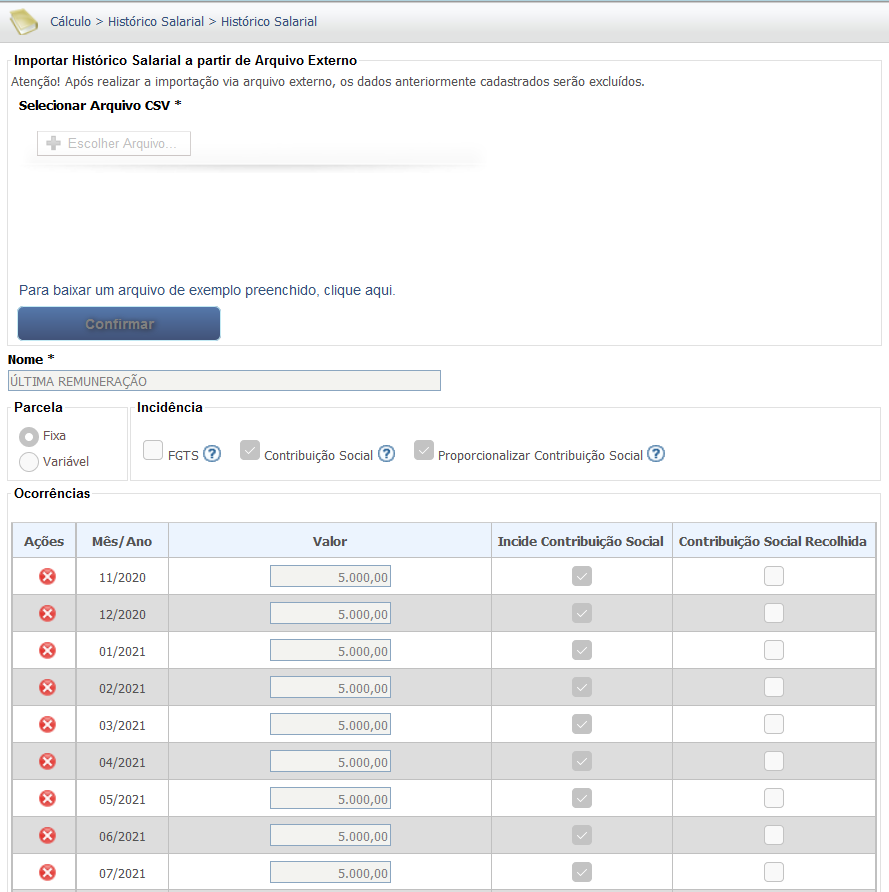 Cálculo > Histórico Salarial > Histórico Salarial
Importar Histórico Salarial a partir de Arquivo Externo
Atenção! Após realizar a importação via arquivo externo, os dados anteriormente cadastrados serão excluídos.
Selecionar Arquivo CSV *
Escolher Arquivo...
Para baixar um arquivo de exemplo preenchido, clique aqui.
Confirmar
Nome *
ÚLTIMA REMUNERAÇÃO
Parcela
Fixa
Variável
Incidência
FGTS ? Contribuição Social ? Proporcionalizar Contribuição Social ?
Ocorrências
Ações Mês/Ano Valor Incide Contribuição Social Contribuição Social Recolhida
11/2020 5.000,00
12/2020 5.000,00
01/2021 5.000,00
02/2021 5.000,00
03/2021 5.000,00
04/2021 5.000,00
05/2021 5.000,00
06/2021 5.000,00
07/2021 5.000,00